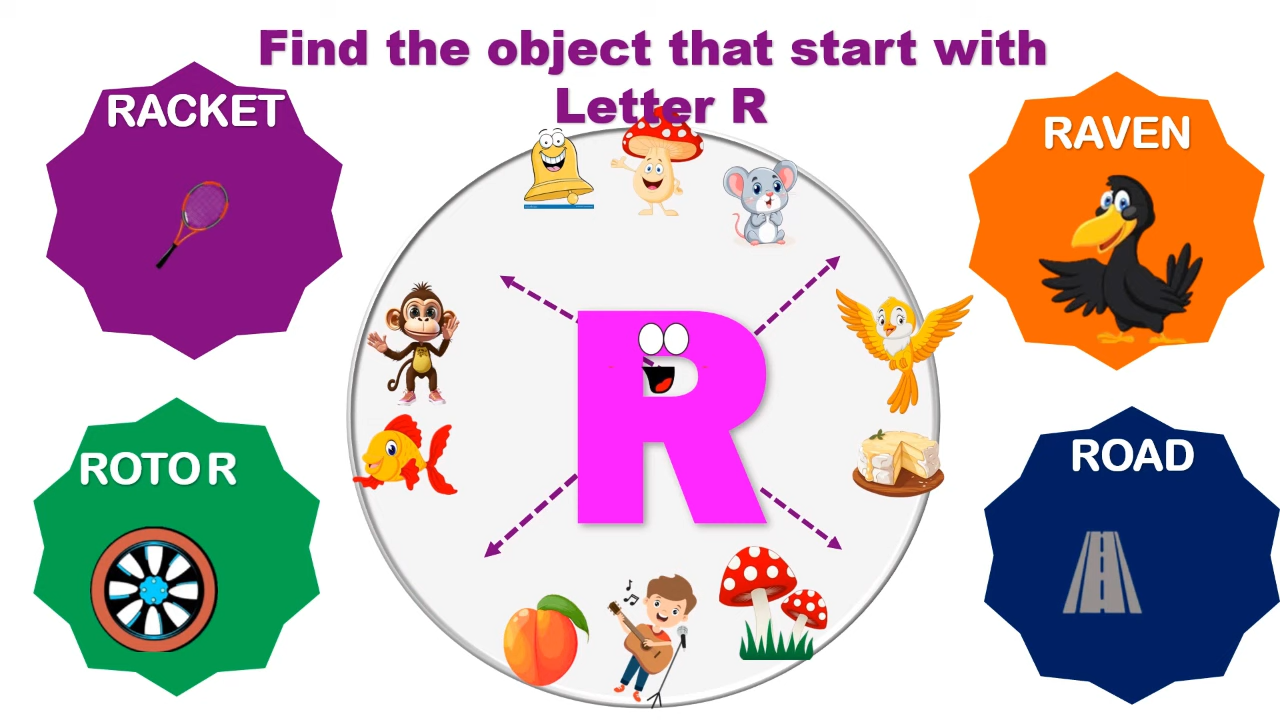 Find the object that start with
Letter R
RACKET
RAVEN
R
ROTOR
ROAD